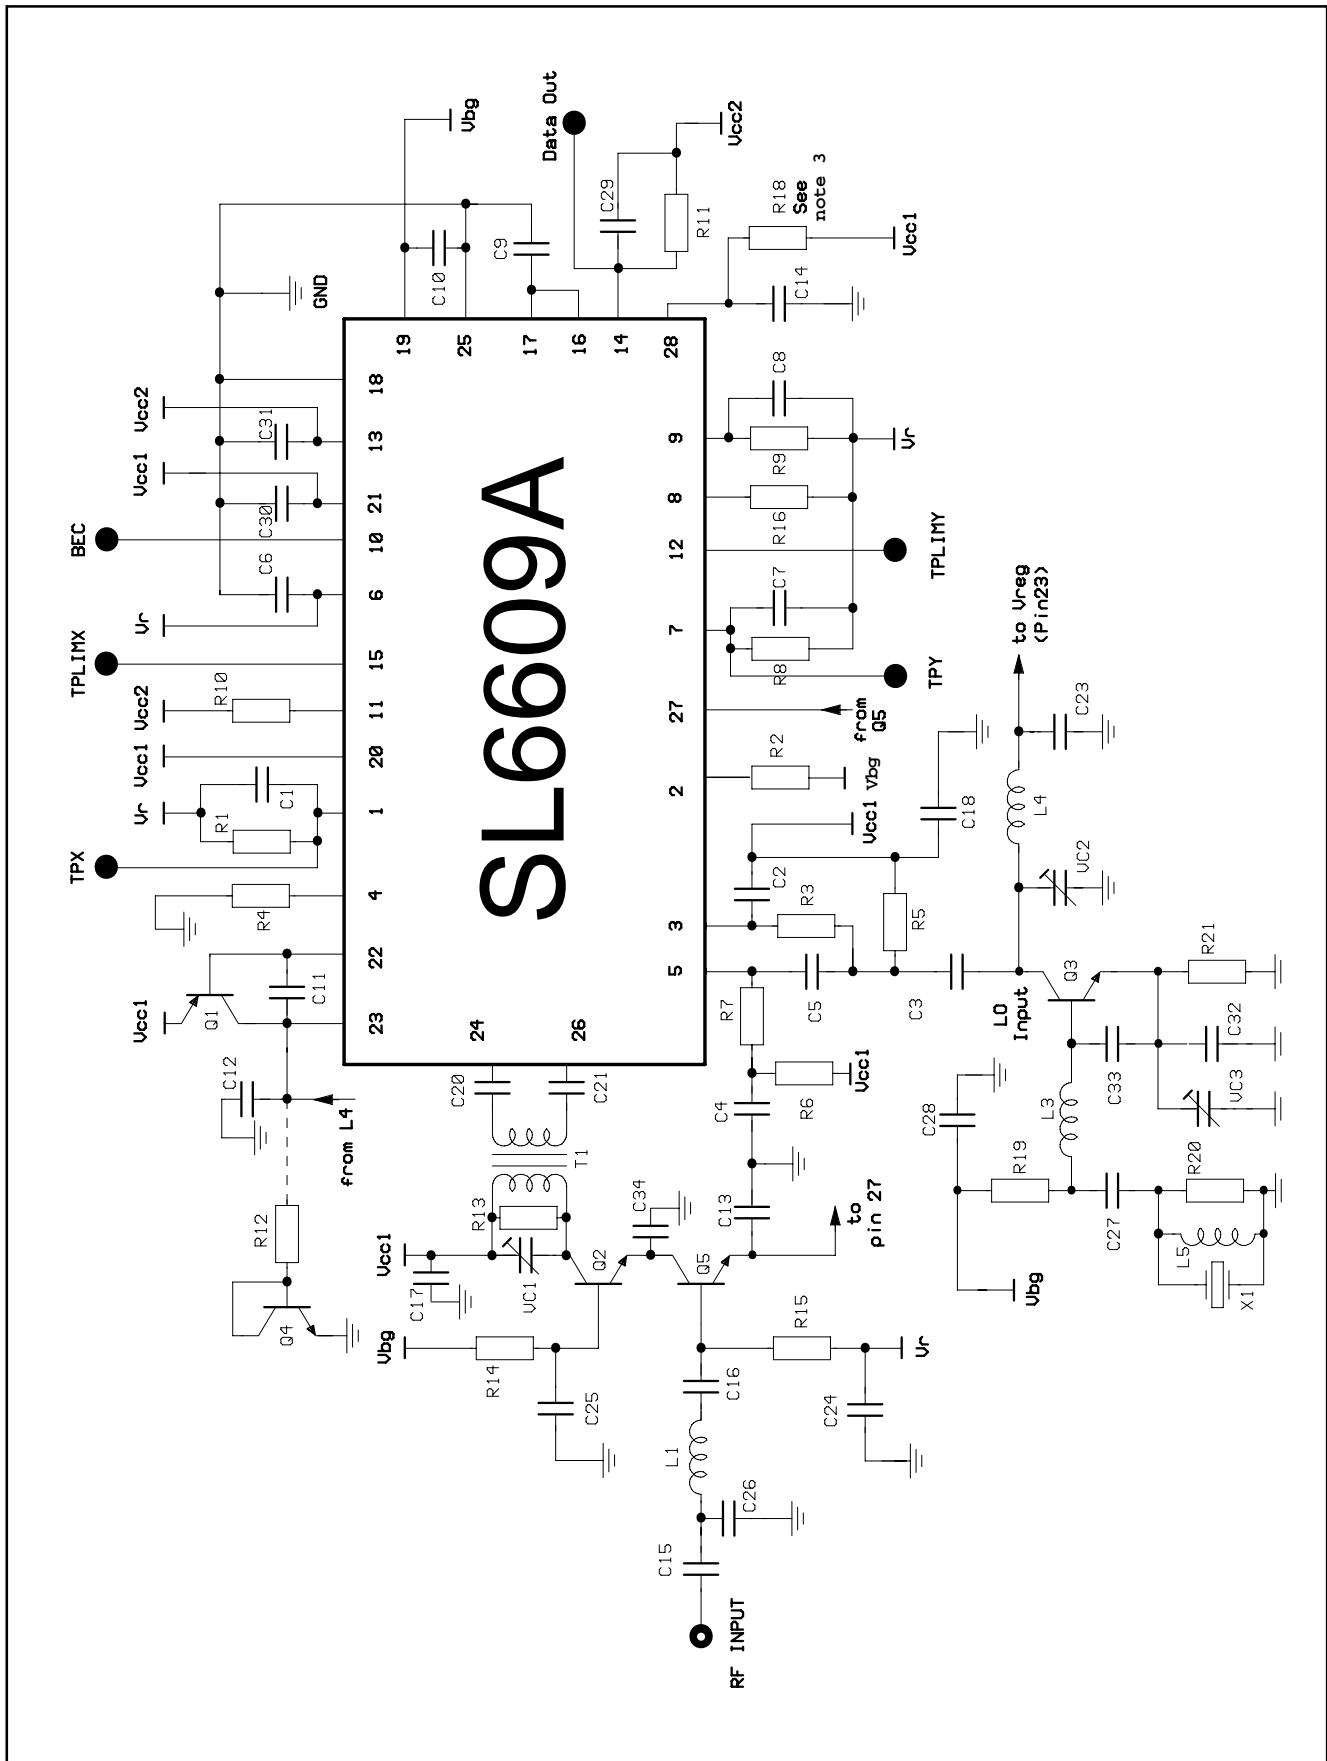 RF INPUT
C15
C26
L1
C16
R15
C24
Vr
R14
Vbg
C25
Q4
R12
C17
Vcc1
VC1
Q2
Q5
R13
C34
C13
to
pin 27
T1
from L4
C12
C20
C21
C4
R6
Vcc1
R7
Vcc1
Q1
C11
23
22
24
26
5
3
R4
4
TPX
Vr
R1
C1
1
Vcc1
20
Vcc2
R10
11
TPLIMX
15
Vr
C6
6
BEC
10
Vcc1
C30
21
Vcc2
C31
13
18
GND
19
25
17
16
14
28
SL6609A
C10
C9
Vbg
Data Out
C29
R11
Vcc2
R18
See
note 3
Vcc1
C14
9
C8
R9
Vr
8
R16
12
TPLIMY
7
C7
R8
TPY
27
from
Q5
2
R2
Vbg
Vcc1
C2
R3
R5
C18
C5
C3
LO
Input
Q3
L4
C23
to Vreg
(Pin23)
VC2
R21
C32
VC3
C33
L3
C28
R19
C27
R20
L5
X1
Vbg